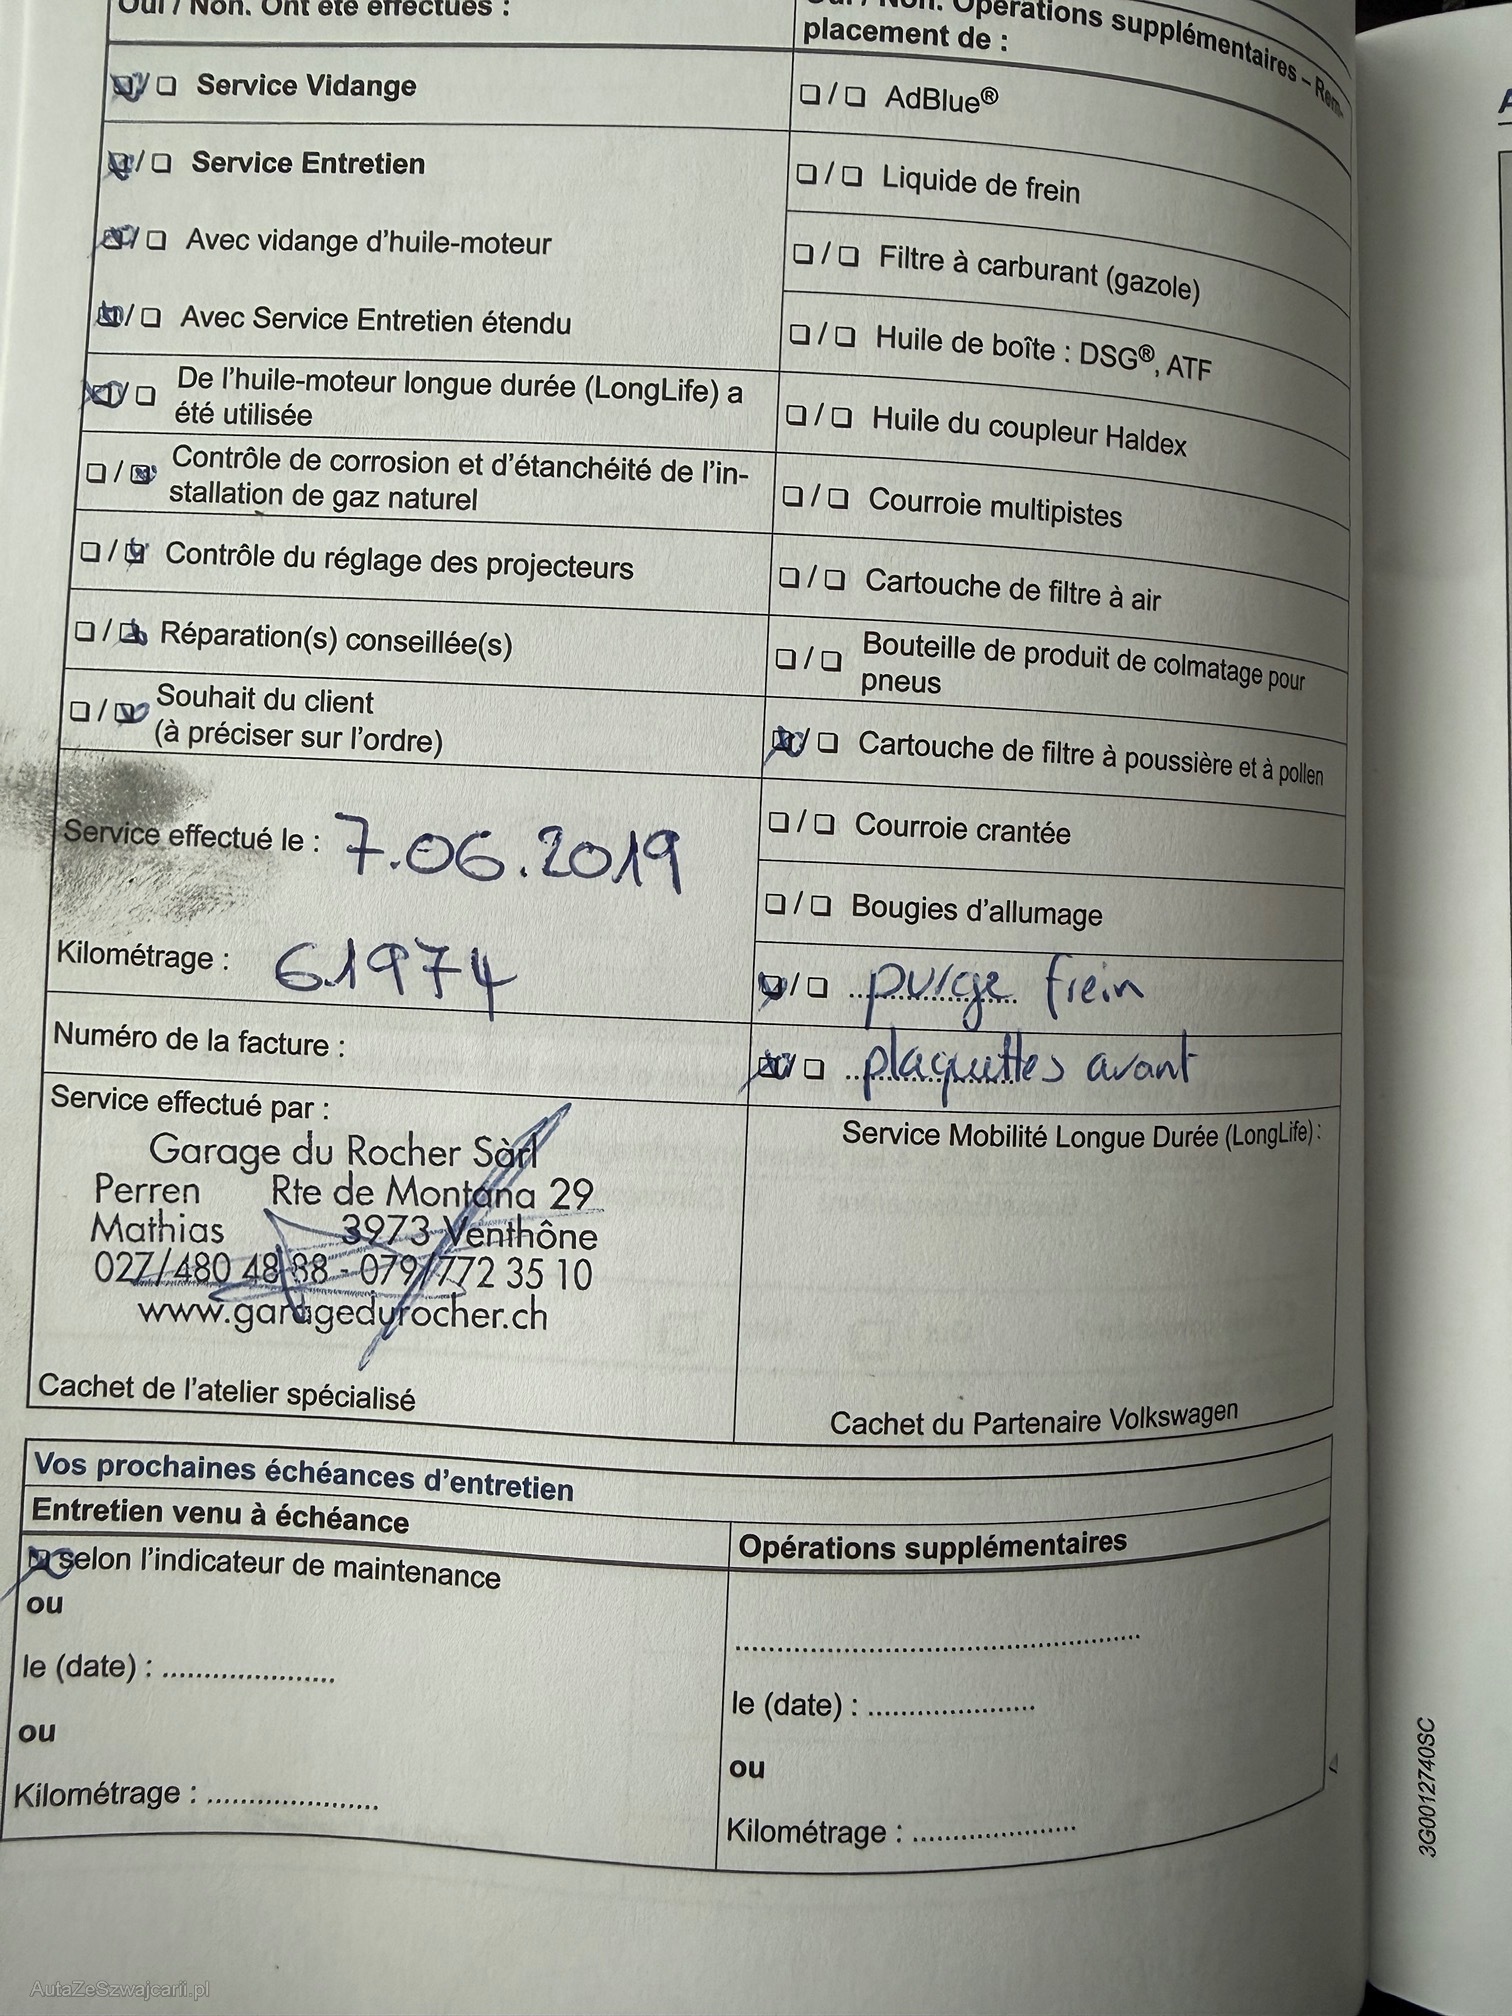 Oui / Non. Ont été effectués :
Service Vidange
Service Entretien
Avec vidange d'huile-moteur
Avec Service Entretien étendu
De l'huile-moteur longue durée (LongLife) a
été utilisée
Contrôle de corrosion et d'étanchéité de l'in-
stallation de gaz naturel
Contrôle du réglage des projecteurs
Réparation(s) conseillée(s)
Souhait du client
(à préciser sur l'ordre)
Service effectué le : 7.06.2019
Kilométrage : 61974
Numéro de la facture :
Service effectué par :
Garage du Rocher Sàrl
Perren Rte de Montana 29
Mathias 3973 Venthône
027/480 48 88 - 079/772 35 10
www.garagedurocher.ch
Cachet de l'atelier spécialisé
Oui / Non. Opérations supplémentaires – Rem-
placement de :
AdBlue®
Liquide de frein
Filtre à carburant (gazole)
Huile de boîte : DSG®, ATF
Huile du coupleur Haldex
Courroie multipistes
Cartouche de filtre à air
Bouteille de produit de colmatage pour
pneus
Cartouche de filtre à poussière et à pollen
Courroie crantée
Bougies d'allumage
purge frein
plaquettes avant
Service Mobilité Longue Durée (LongLife) :
Cachet du Partenaire Volkswagen
Vos prochaines échéances d'entretien
Entretien venu à échéance
selon l'indicateur de maintenance
ou
le (date) : .....................
ou
Kilométrage : .....................
Opérations supplémentaires
..................................................
le (date) : .....................
ou
Kilométrage : .....................
3G0012740SC
AutaZeSzwajcarii.pl